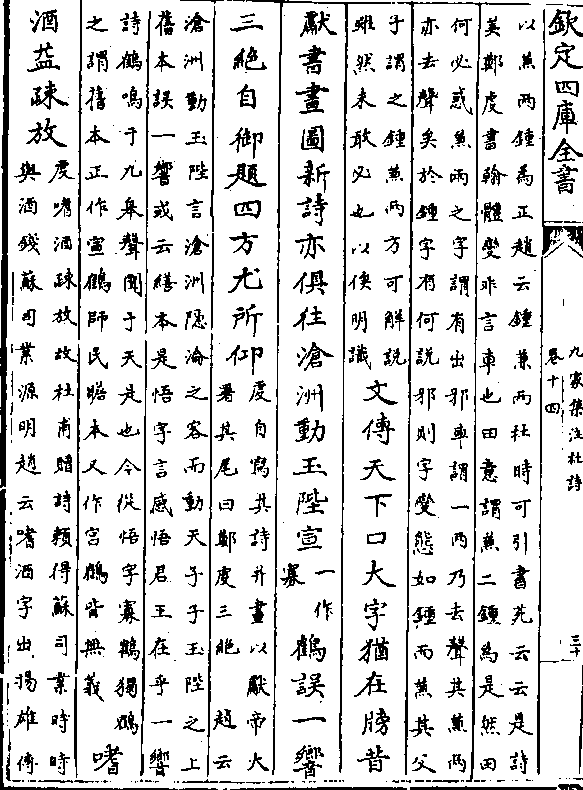 欽定四庫全書
九家集注杜詩
卷十四
三十
以兼兩鍾為正趙云鍾兼兩杜時可引書苑云云是詩
美鄭虔書翰體變非言車也田意謂兼二鍾為是然田
何必惑兼兩之字謂有出邪車謂一兩乃去聲其兼兩
亦去聲矣於鍾字有何説邪則字變態如鍾而兼其父
子謂之鍾兼兩方可解説
雖然未敢必也以俟明識
文傳天下口大字猶在牓昔
獻書畫圖新詩亦俱往滄洲動玉陛宣一作寡鶴誤一響
三絶自御題四方尤所仰
虔自寫其詩并畫以獻帝大
署其尾曰鄭虔三絶 趙云
滄洲動玉陛言滄洲隱淪之客而動天子于玉陛之上
舊本誤一響或云繕本是悟字言感悟君王在乎一響
詩鶴鳴于九皋聲聞于天是也今從悟字寡鶴獨鶴
之謂舊本正作宣鶴師民瞻本又作宫鶴皆無義
嗜
酒益疎放
虔嗜酒疎放故杜甫贈詩頼得蘇司業時時
與酒錢蘇司業源明趙云嗜酒字出揚雄傳